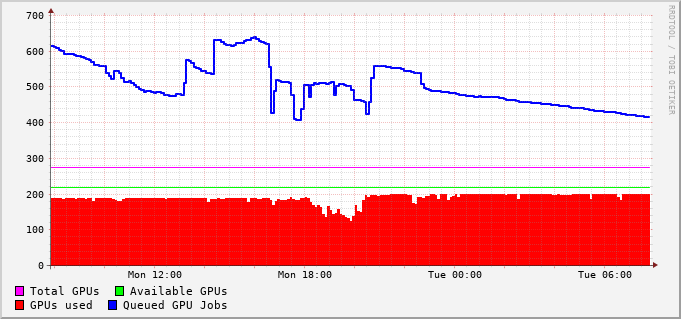 700
600
500
400
300
200
100
0
Mon 12:00 Mon 18:00 Tue 00:00 Tue 06:00
Total GPUs Available GPUs
GPUs used Queued GPU Jobs
RRDTOOL / TOBI OETIKER